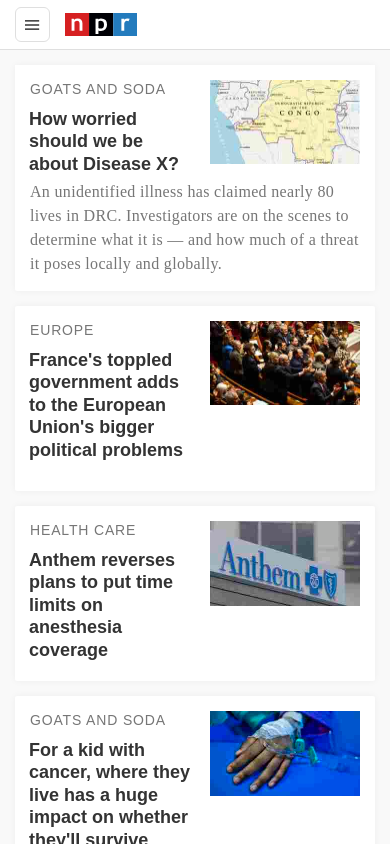 npr
GOATS AND SODA
How worried
should we be
about Disease X?
An unidentified illness has claimed nearly 80
lives in DRC. Investigators are on the scenes to
determine what it is — and how much of a threat
it poses locally and globally.
DEMOCRATIC REPUBLIC
OF THE
CONGO
EUROPE
France's toppled
government adds
to the European
Union's bigger
political problems
HEALTH CARE
Anthem reverses
plans to put time
limits on
anesthesia
coverage
Anthem
GOATS AND SODA
For a kid with
cancer, where they
live has a huge
impact on whether
they'll survive